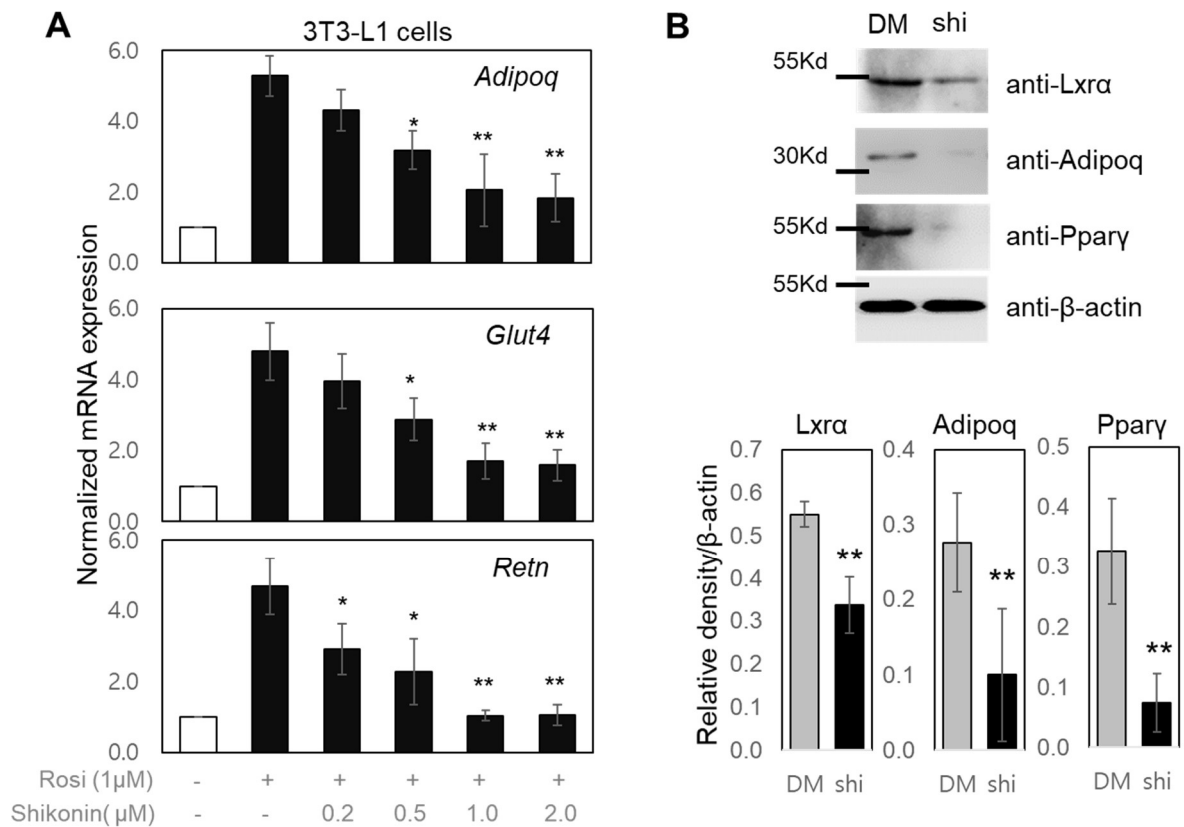 A
3T3-L1 cells
Normalized mRNA expression
6.0
4.0
2.0
0.0
Adipoq
*
**
**
6.0
4.0
2.0
0.0
Glut4
*
**
**
6.0
4.0
2.0
0.0
Retn
*
*
**
**
Rosi (1µM) - + + + + +
Shikonin( µM) - - 0.2 0.5 1.0 2.0
B
DM shi
55Kd anti-Lxrα
30Kd anti-Adipoq
55Kd anti-Pparγ
55Kd anti-β-actin
Relative density/β-actin
Lxrα
0.7
0.6
0.5
0.4
0.3
0.2
0.1
0.0
**
DM shi
Adipoq
0.4
0.3
0.2
0.1
0.0
**
DM shi
Pparγ
0.5
0.4
0.3
0.2
0.1
0.0
**
DM shi